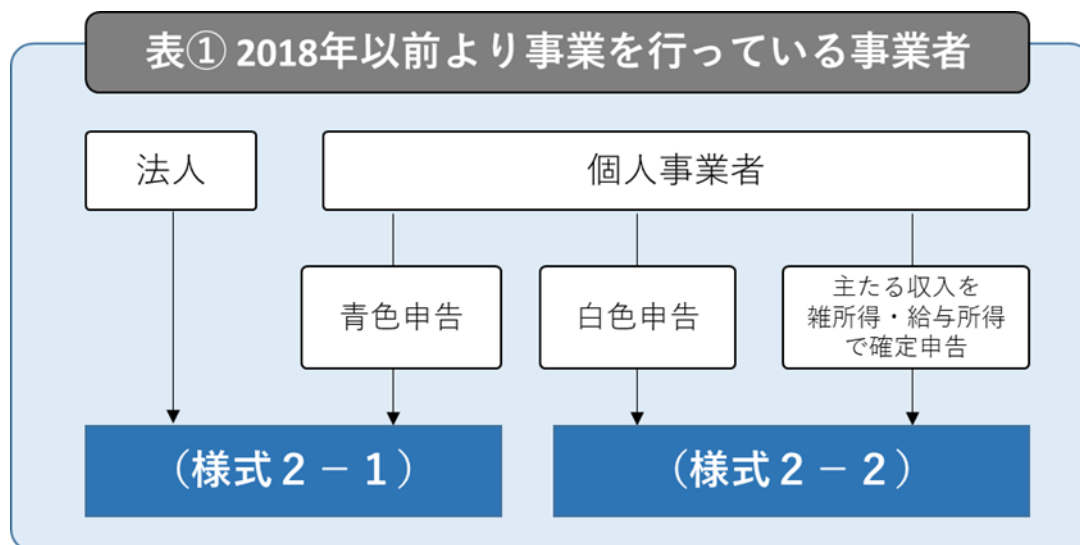 表① 2018年以前より事業を行っている事業者
法人
個人事業者
青色申告
白色申告
主たる収入を
雑所得・給与所得
で確定申告
（様式２－１）
（様式２－２）